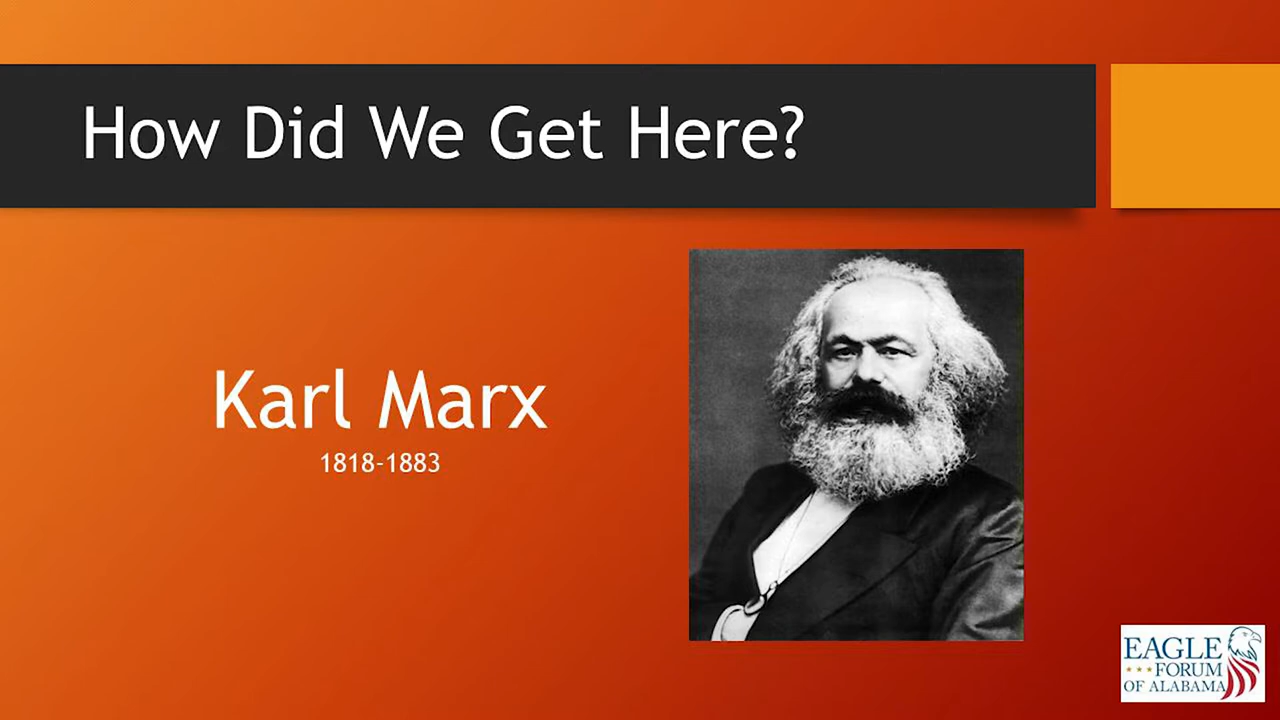 How Did We Get Here?
Karl Marx
1818-1883
EAGLE
FORUM
OF ALABAMA